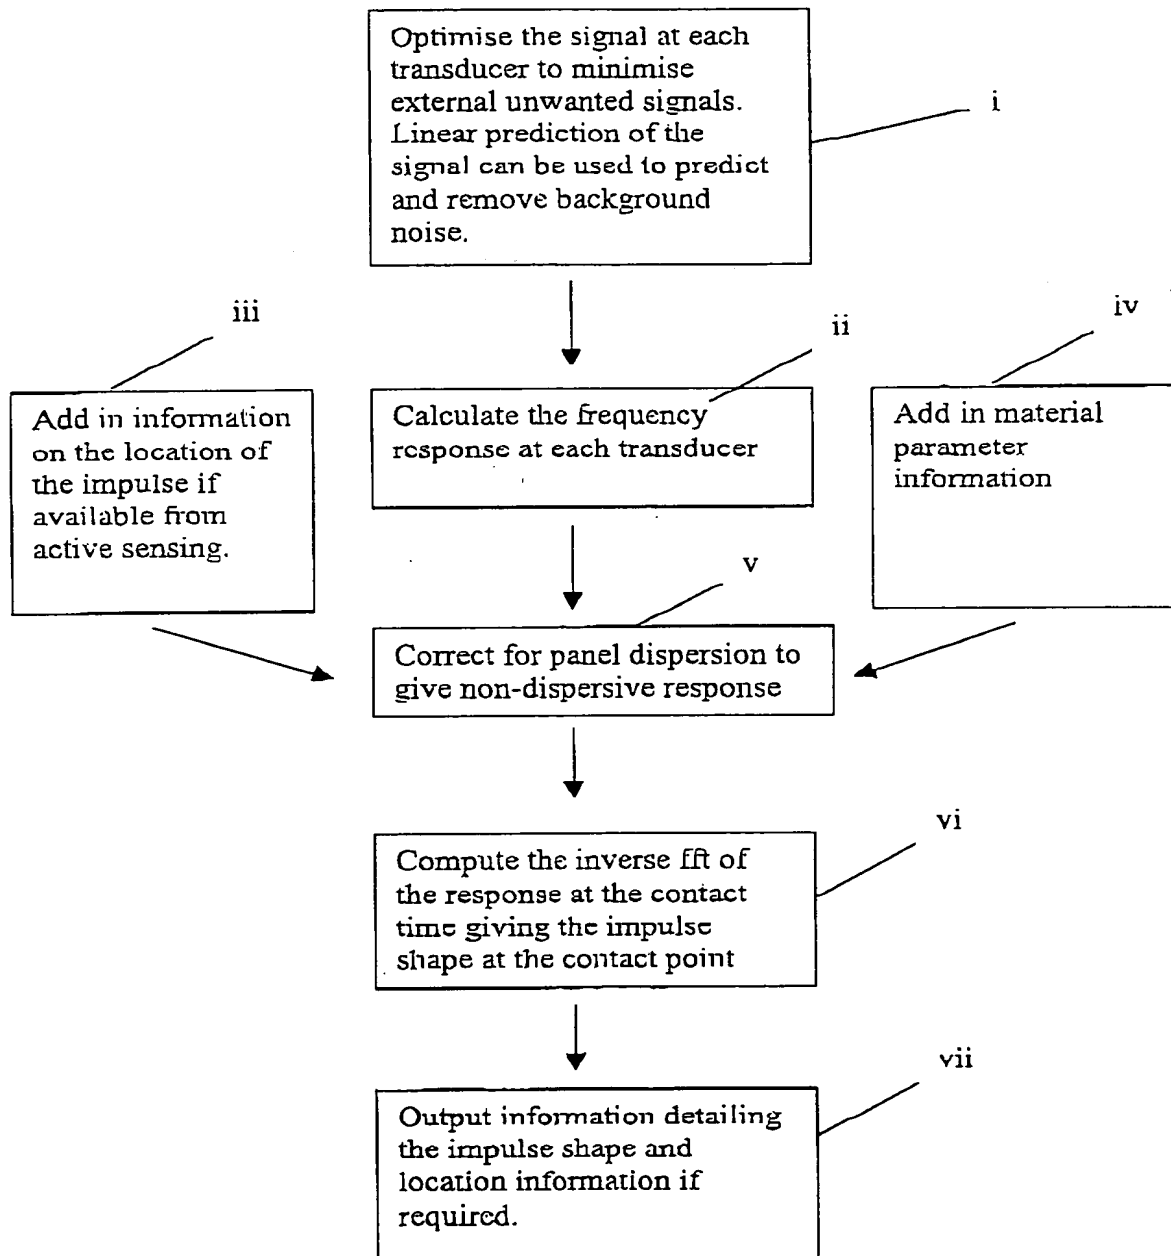 Optimise the signal at each
transducer to minimise
external unwanted signals.
Linear prediction of the
signal can be used to predict
and remove background
noise.
i
iii
ii
iv
Add in information
on the location of
the impulse if
available from
active sensing.
Calculate the frequency
response at each transducer
Add in material
parameter
information
v
Correct for panel dispersion to
give non-dispersive response
vi
Compute the inverse fft of
the response at the contact
time giving the impulse
shape at the contact point
vii
Output information detailing
the impulse shape and
location information if
required.